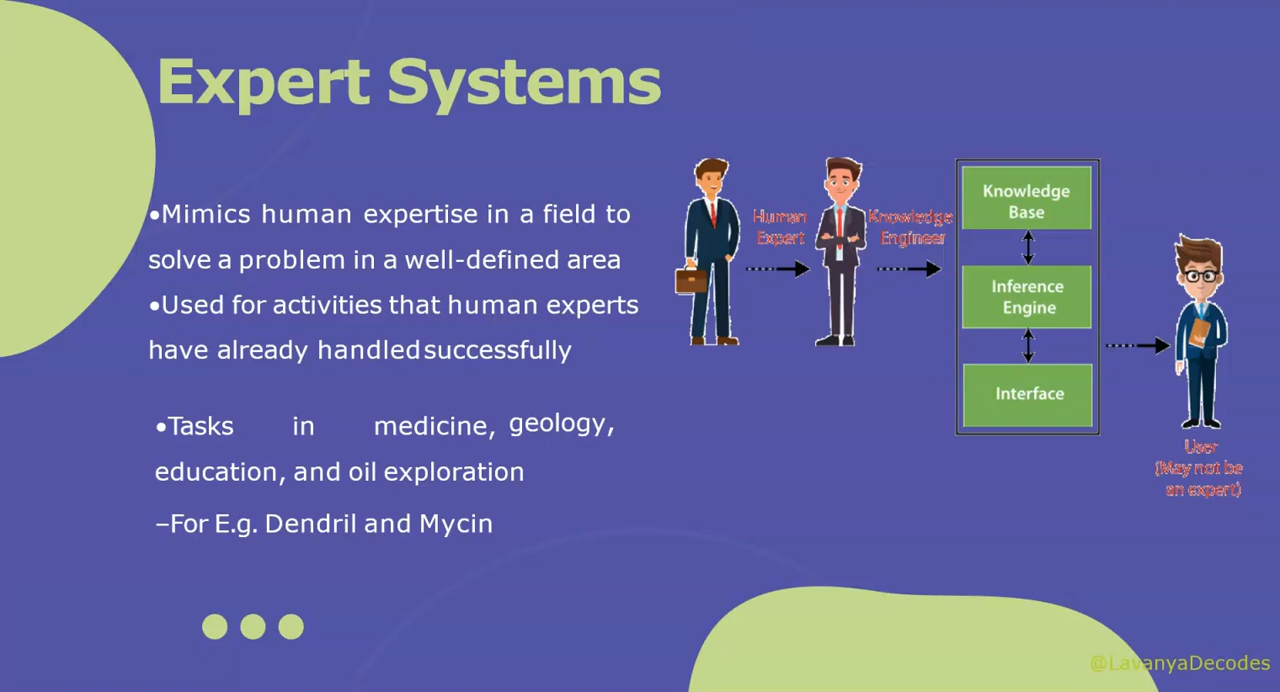 Expert Systems
•Mimics human expertise in a field to
solve a problem in a well-defined area
•Used for activities that human experts
have already handled successfully
•Tasks in medicine, geology,
education, and oil exploration
–For E.g. Dendril and Mycin
Human
Expert
Knowledge
Engineer
Knowledge
Base
Inference
Engine
Interface
User
(May not be
an expert)
@LavanyaDecodes